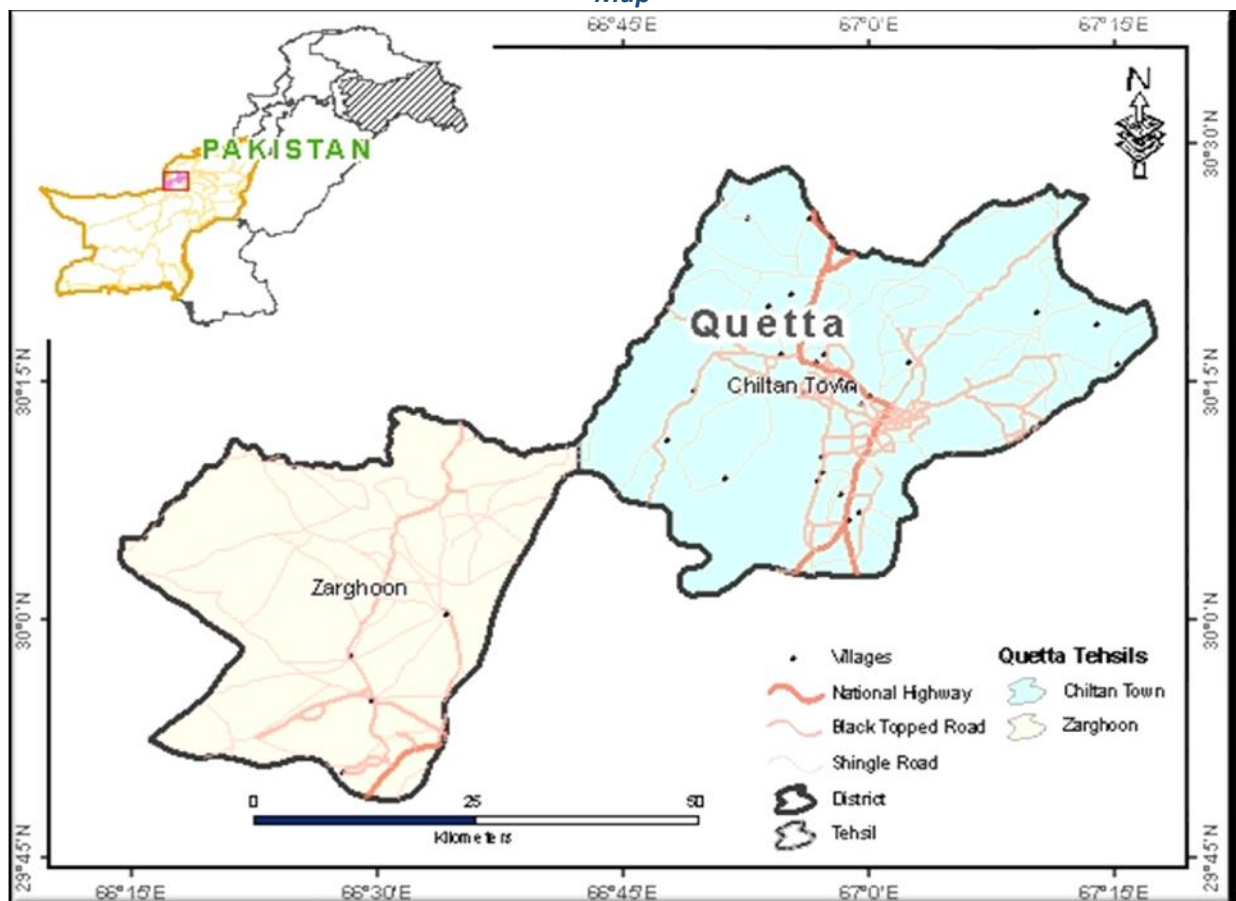 Map
66°45'E 67°0'E 67°15'E
N
PAKISTAN
30°30'N 30°30'N
Quetta
Chiltan Town
30°15'N 30°15'N
Zarghoon
30°0'N 30°0'N
Villages
National Highway
Black Topped Road
Shingle Road
District
Tehsil
Quetta Tehsils
Chiltan Town
Zarghoon
0 25 50
Kilometers
29°45'N 29°45'N
66°15'E 66°30'E 66°45'E 67°0'E 67°15'E